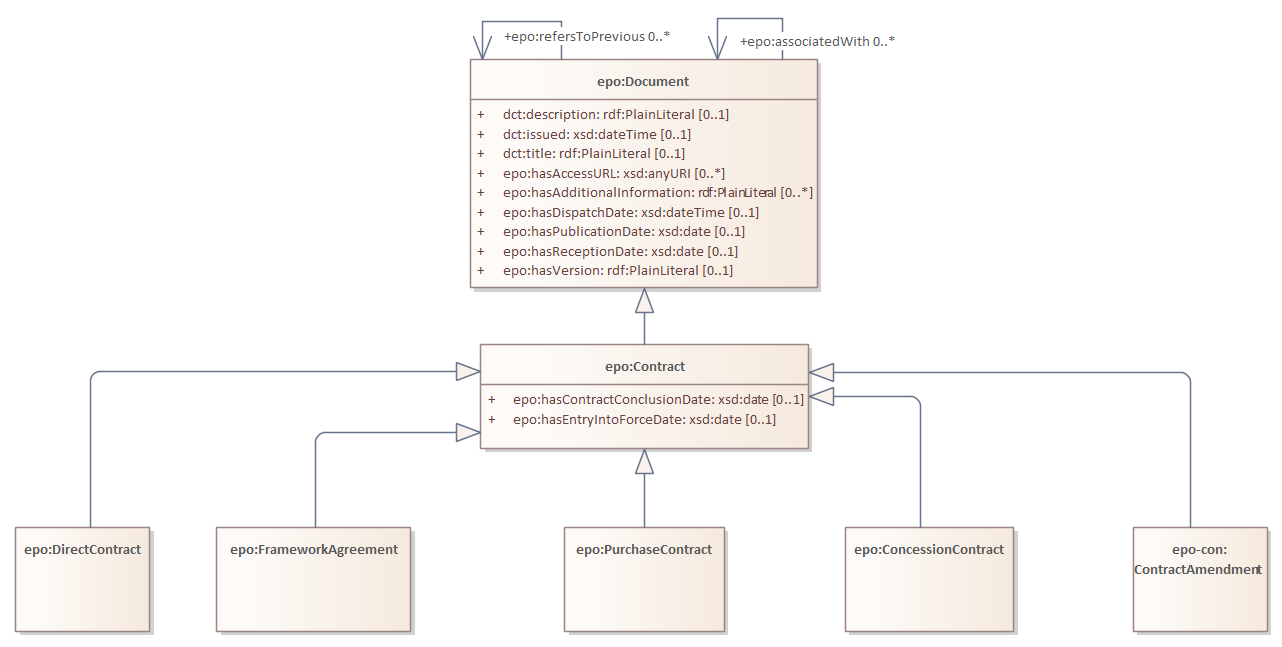 +epo:refersToPrevious 0..*
+epo:associatedWith 0..*
epo:Document
+ dct:description: rdf:PlainLiteral [0..1]
+ dct:issued: xsd:dateTime [0..1]
+ dct:title: rdf:PlainLiteral [0..1]
+ epo:hasAccessURL: xsd:anyURI [0..*]
+ epo:hasAdditionalInformation: rdf:PlainLiteral [0..*]
+ epo:hasDispatchDate: xsd:dateTime [0..1]
+ epo:hasPublicationDate: xsd:date [0..1]
+ epo:hasReceptionDate: xsd:date [0..1]
+ epo:hasVersion: rdf:PlainLiteral [0..1]
epo:Contract
+ epo:hasContractConclusionDate: xsd:date [0..1]
+ epo:hasEntryIntoForceDate: xsd:date [0..1]
epo:DirectContract
epo:FrameworkAgreement
epo:PurchaseContract
epo:ConcessionContract
epo-con:
ContractAmendment